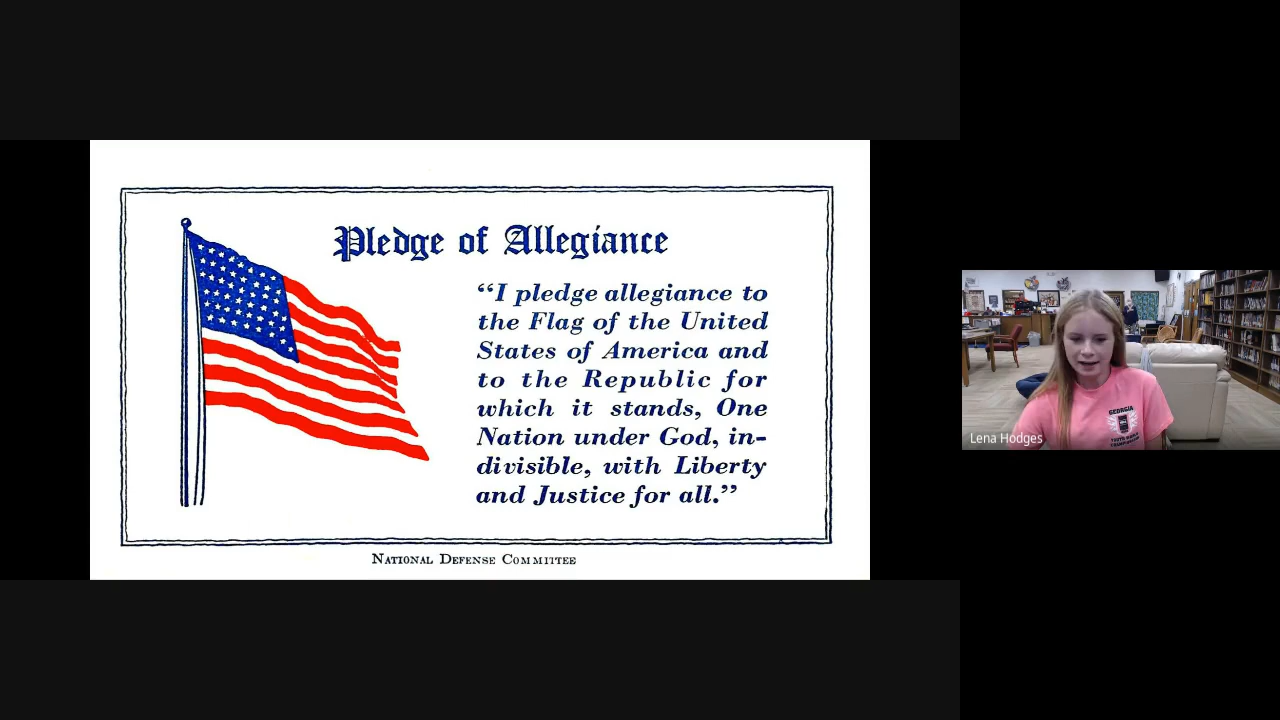 Pledge of Allegiance
“I pledge allegiance to
the Flag of the United
States of America and
to the Republic for
which it stands, One
Nation under God, in-
divisible, with Liberty
and Justice for all.”
NATIONAL DEFENSE COMMITTEE
GEORGIA
Lena Hodges